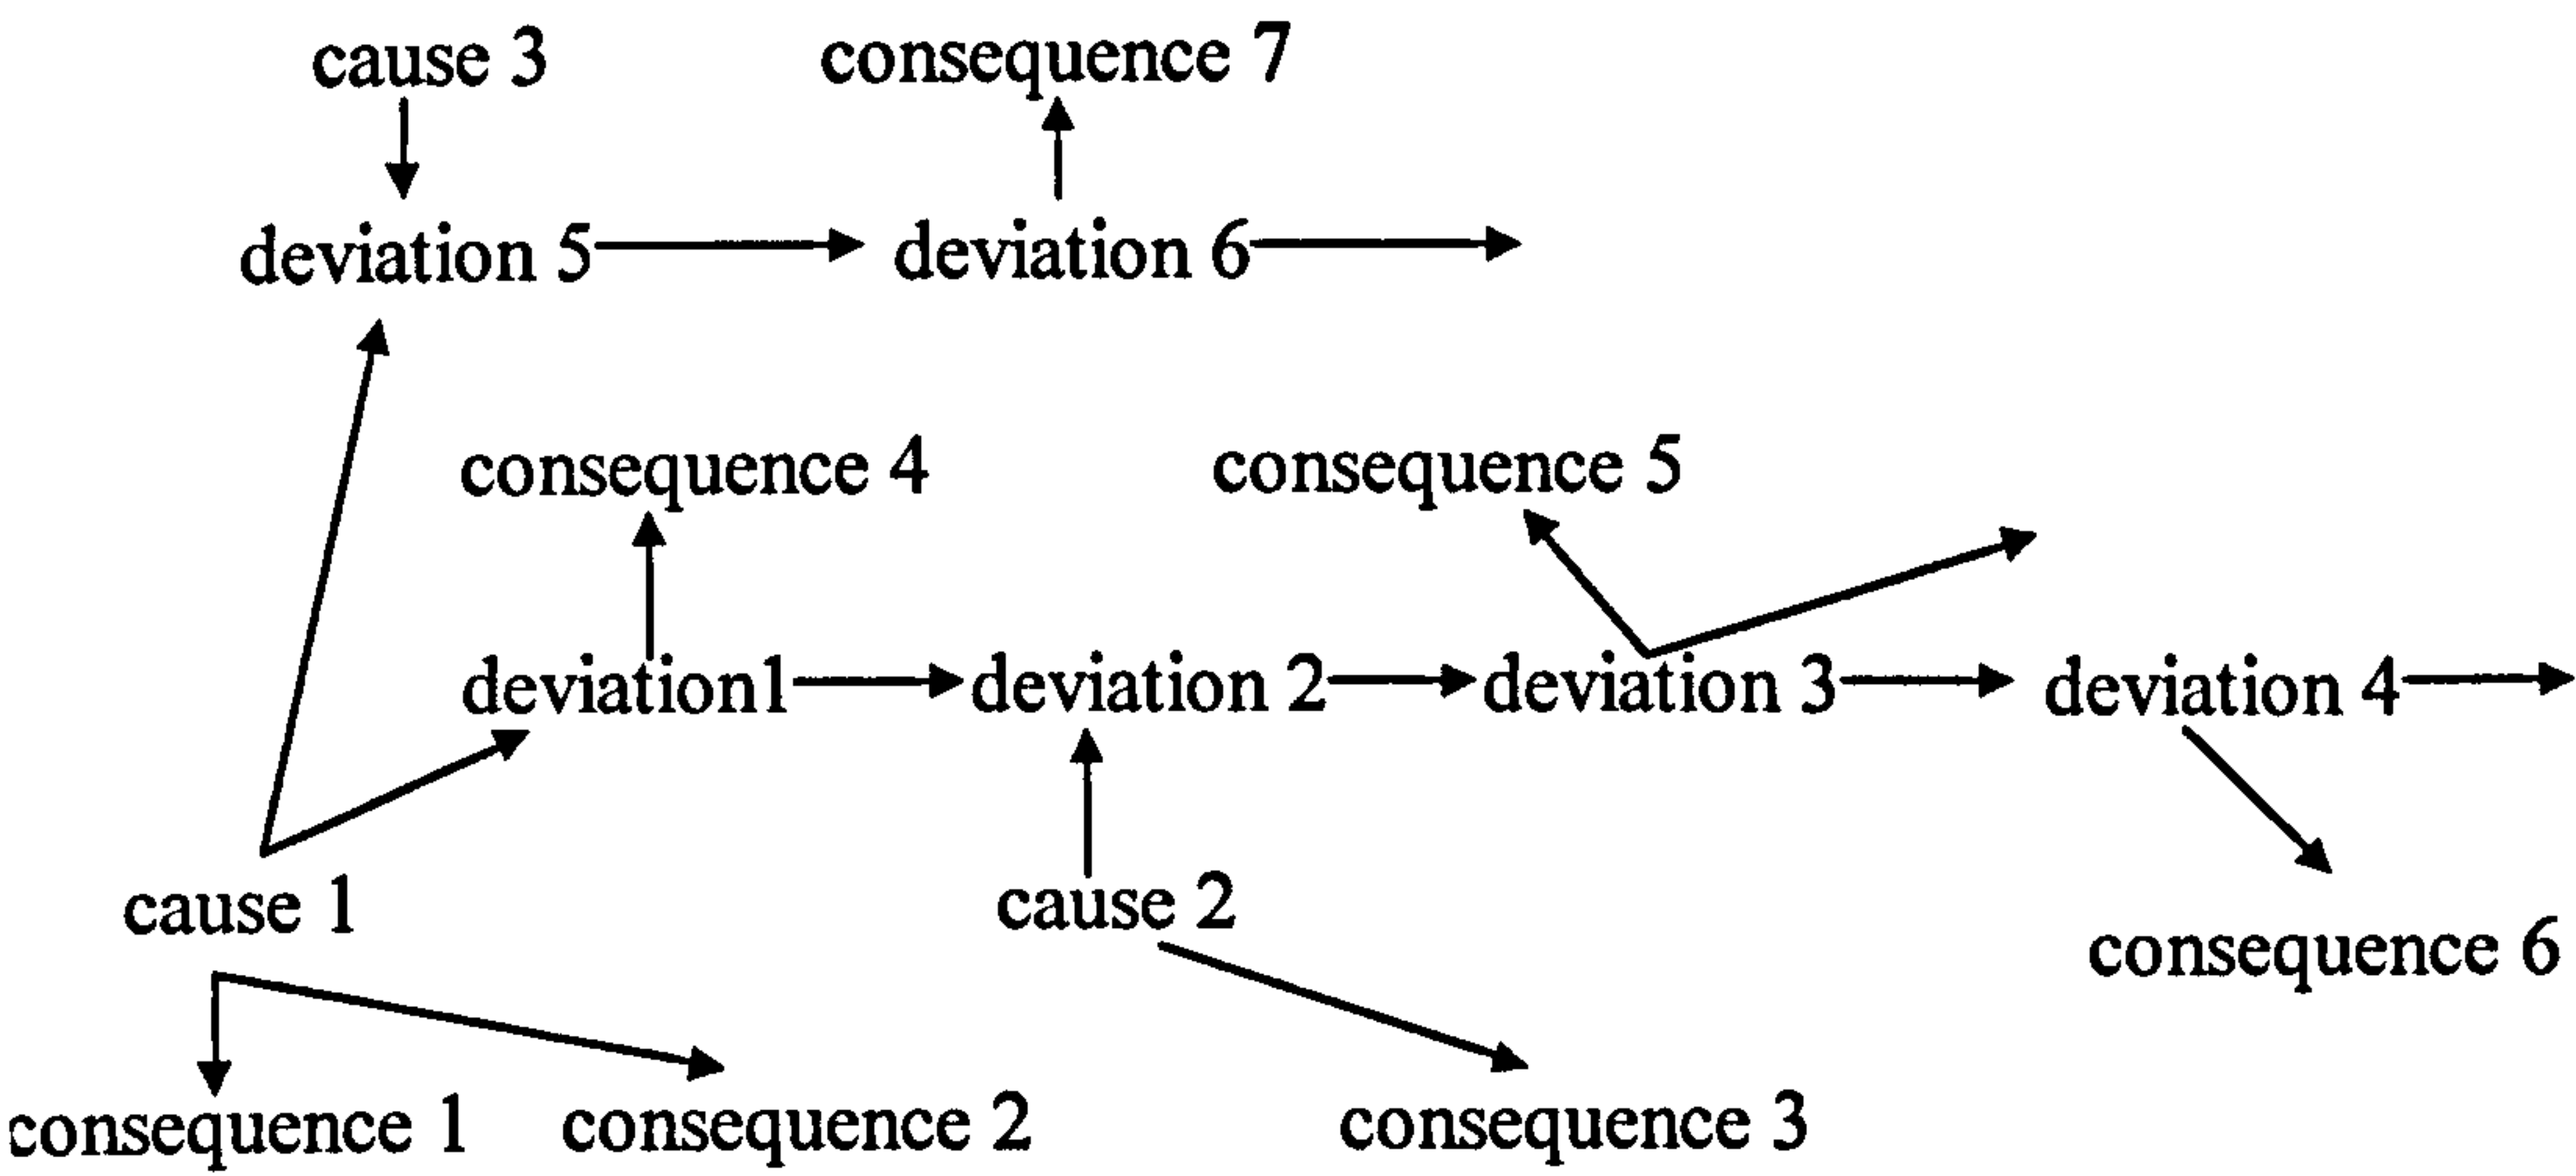 cause 3
consequence 7
deviation 5
deviation 6
consequence 4
consequence 5
deviation1
deviation 2
deviation 3
deviation 4
cause 1
cause 2
consequence 6
consequence 1
consequence 2
consequence 3